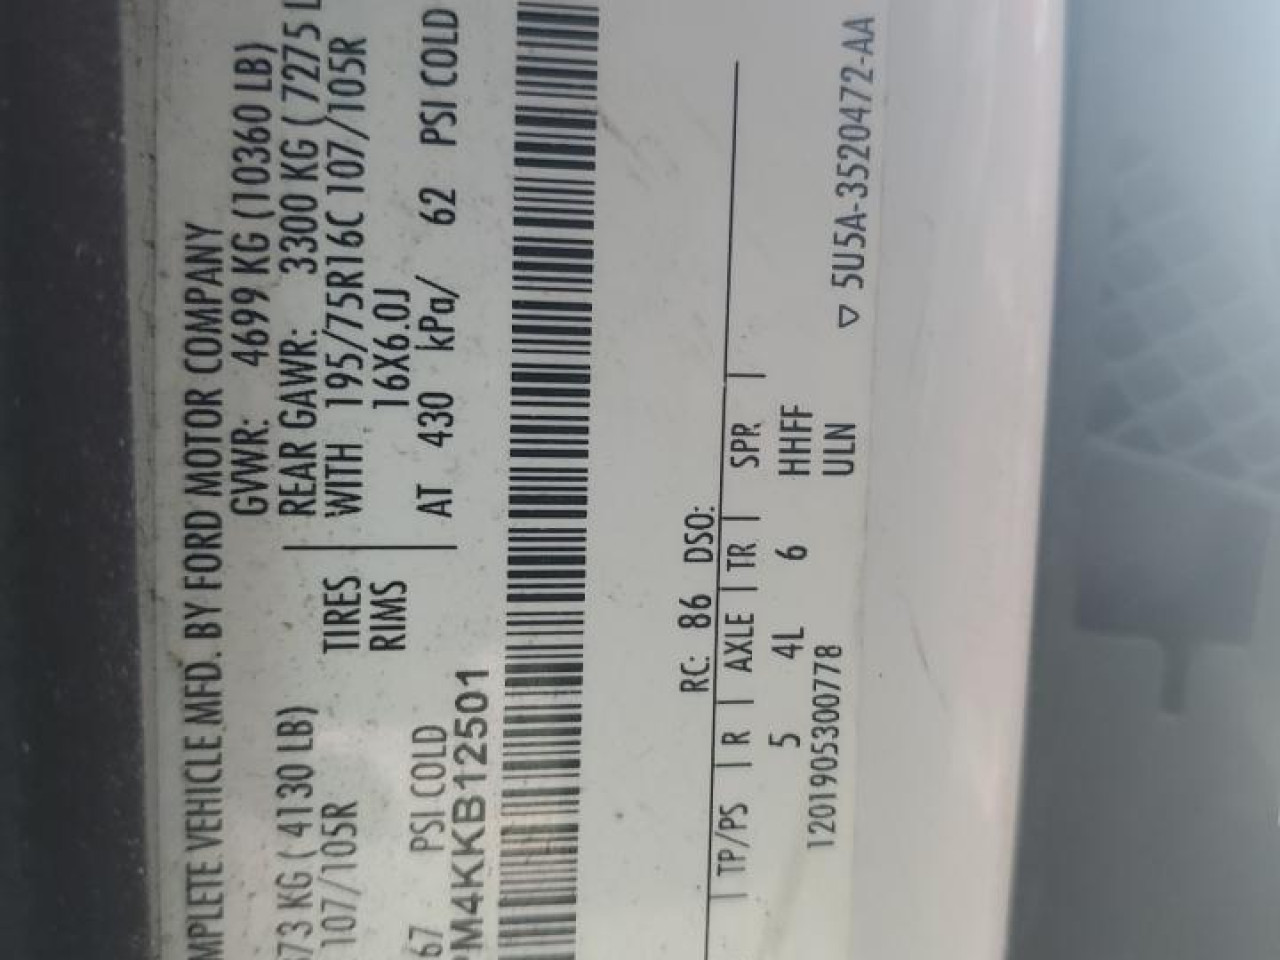 MPLETE VEHICLE MFD. BY FORD MOTOR COMPANY
GVWR: 4699 KG (10360 LB)
73 KG ( 4130 LB) REAR GAWR: 3300 KG ( 7275 L
107/105R TIRES WITH 195/75R16C 107/105R
RIMS 16X6.0J
67 PSI COLD AT 430 kPa/ 62 PSI COLD
M4KKB12501
RC: 86 DSO:
TP/PS R AXLE TR SPR
5 4L 6 HHFF
1201905300778 ULN ▽ 5U5A-3520472-AA